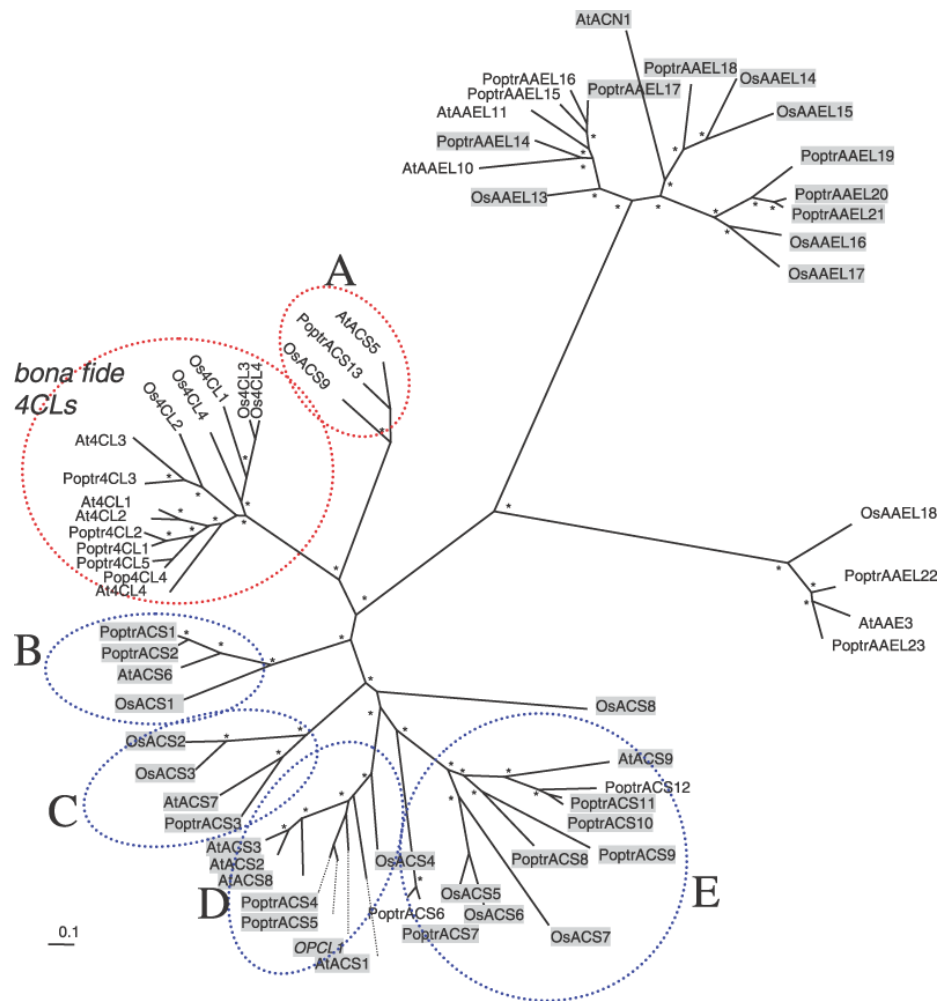 AtACN1
PoptrAAEL18
OsAAEL14
PoptrAAEL16
PoptrAAEL17
PoptrAAEL15
AtAAEL11
OsAAEL15
PoptrAAEL14
PoptrAAEL19
AtAAEL10
OsAAEL13
PoptrAAEL20
PoptrAAEL21
OsAAEL16
OsAAEL17
A
AtACS5
PoptrACS13
OsACS9
bona fide
4CLs
Os4CL3
Os4CL4
Os4CL1
Os4CL4
Os4CL2
At4CL3
Poptr4CL3
At4CL1
At4CL2
Poptr4CL2
Poptr4CL1
Poptr4CL5
Pop4CL4
At4CL4
OsAAEL18
PoptrAAEL22
AtAAE3
PoptrAAEL23
B
PoptrACS1
PoptrACS2
AtACS6
OsACS1
OsACS8
C
OsACS2
OsACS3
AtACS7
PoptrACS3
AtACS9
PoptrACS12
PoptrACS11
PoptrACS10
PoptrACS9
PoptrACS8
D
AtACS3
AtACS2
AtACS8
OsACS4
PoptrACS4
PoptrACS5
OPCL1
AtACS1
PoptrACS6
PoptrACS7
E
OsACS5
OsACS6
OsACS7
0.1